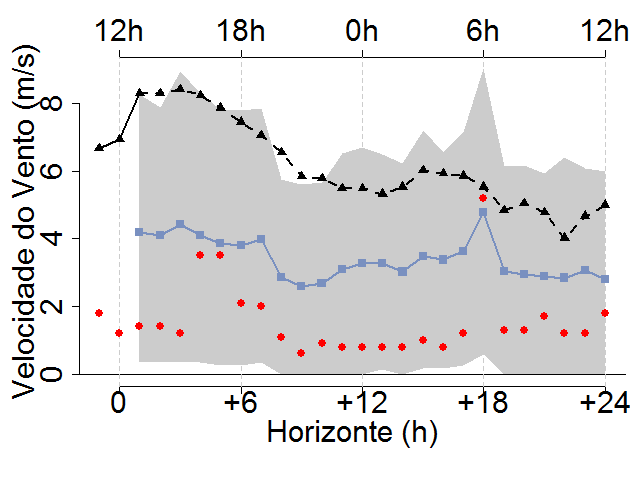 12h 18h 0h 6h 12h
Velocidade do Vento (m/s)
8
6
4
2
0
0 +6 +12 +18 +24
Horizonte (h)